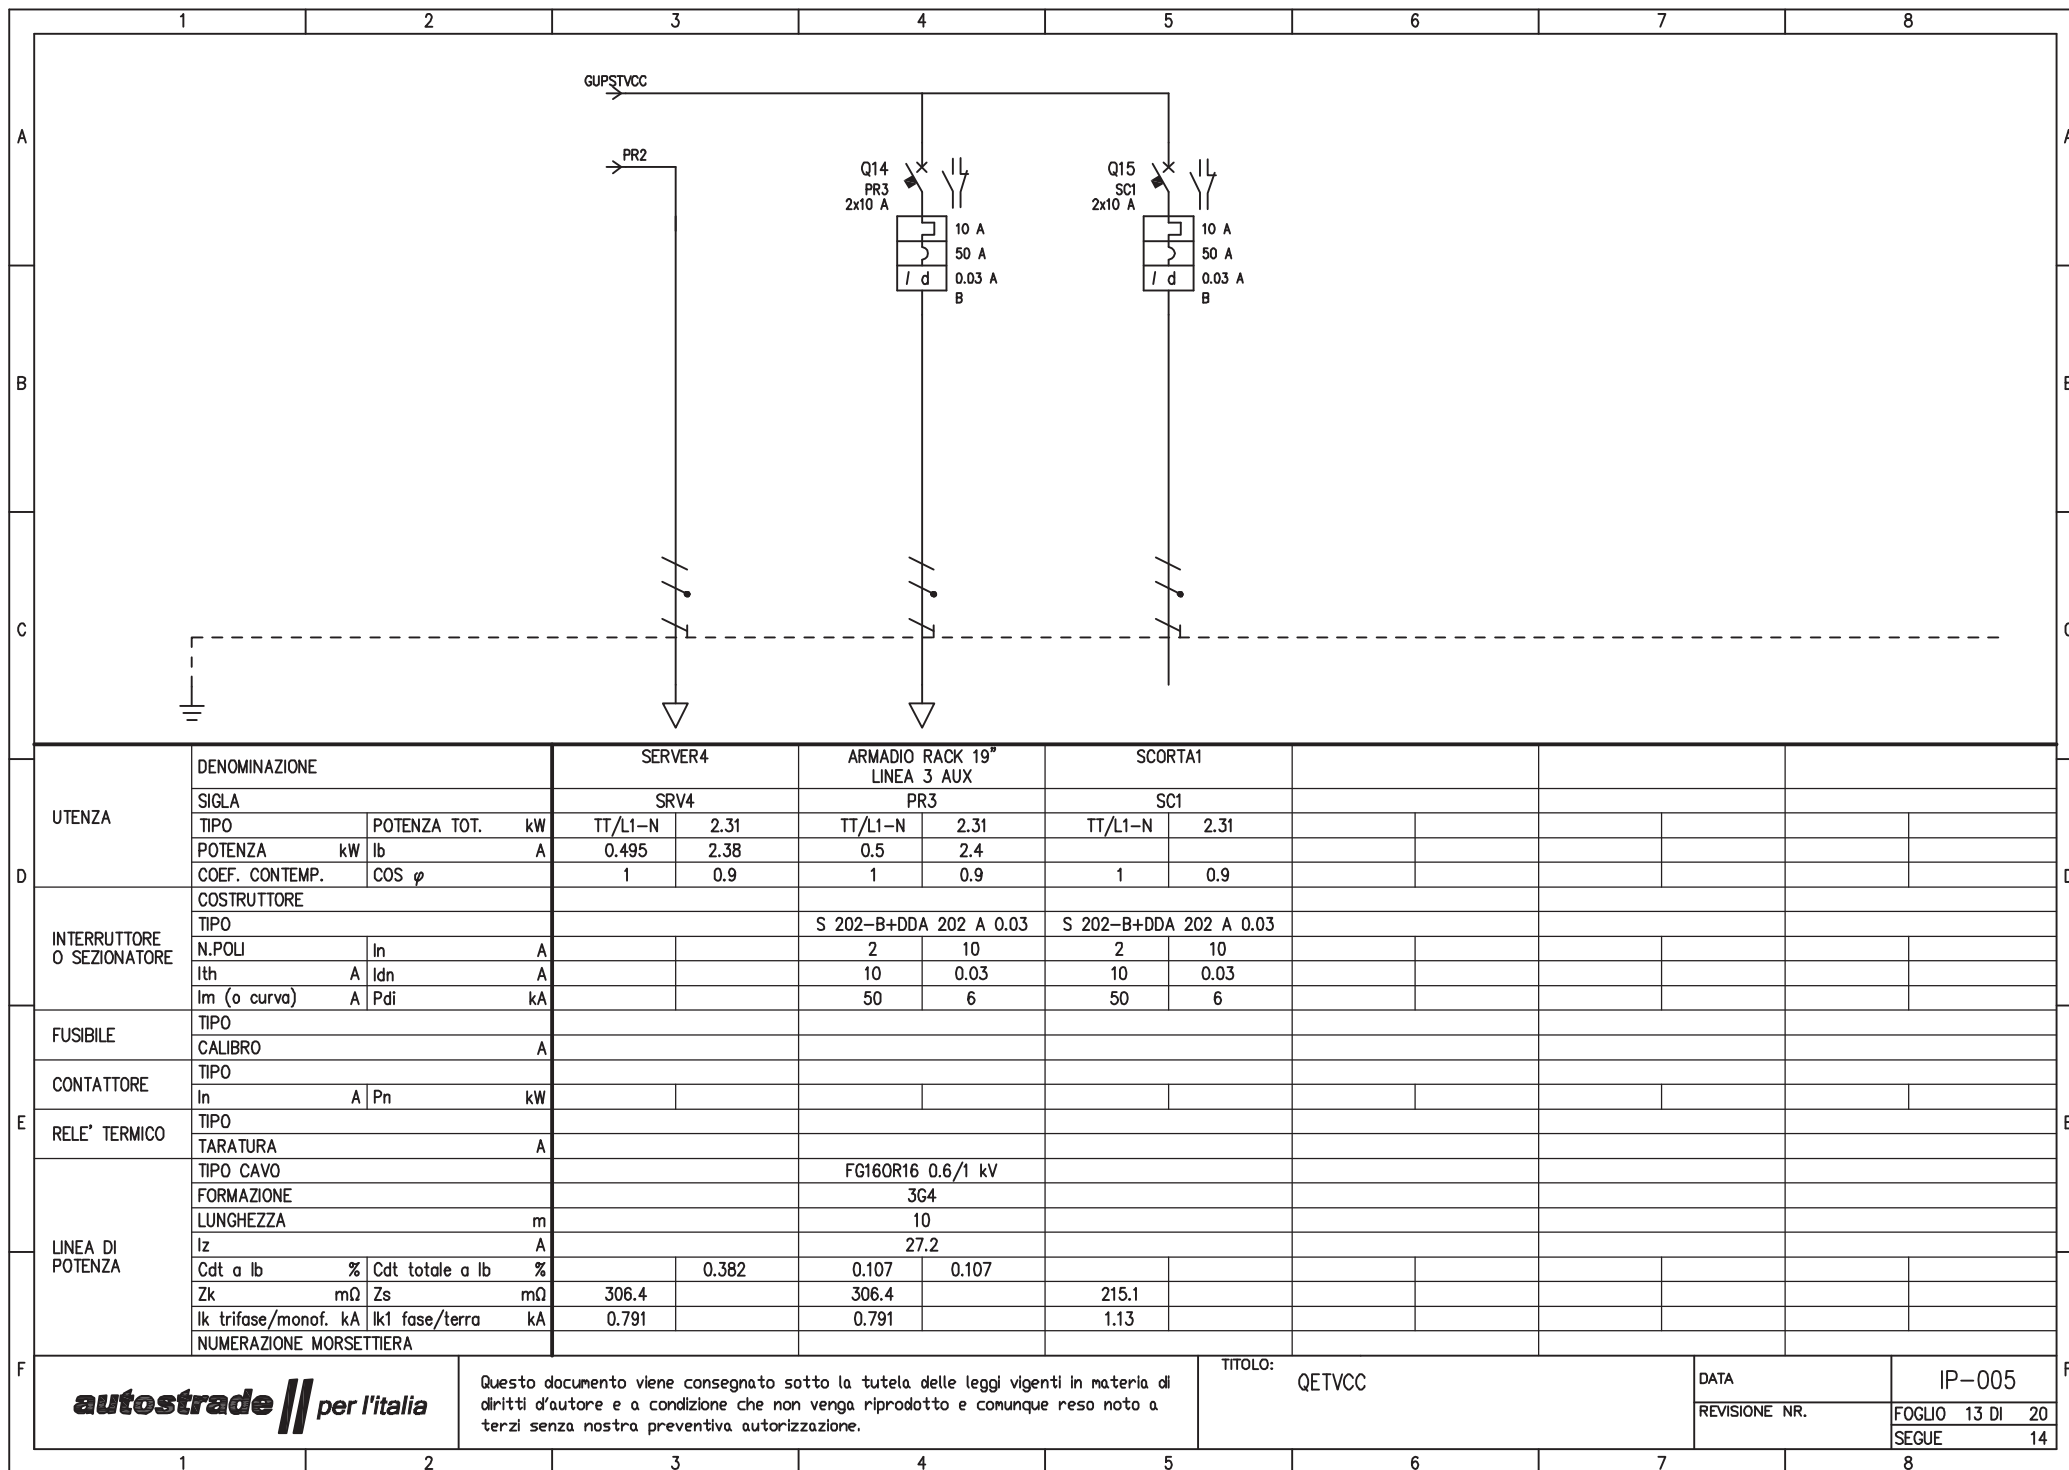 1 2 3 4 5 6 7 8
GUPSTVCC
A A
PR2
Q14 Q15
PR3 SC1
2x10 A 2x10 A
10 A 10 A
50 A 50 A
I d 0.03 A I d 0.03 A
B B
B B
C C
UTENZA
DENOMINAZIONE SERVER4 ARMADIO RACK 19" LINEA 3 AUX SCORTA1
SIGLA SRV4 PR3 SC1
TIPO POTENZA TOT. kW TT/L1-N 2.31 TT/L1-N 2.31 TT/L1-N 2.31
POTENZA kW Ib A 0.495 2.38 0.5 2.4
D COEF. CONTEMP. COS φ 1 0.9 1 0.9 1 0.9 D
INTERRUTTORE
O SEZIONATORE
COSTRUTTORE
TIPO S 202-B+DDA 202 A 0.03 S 202-B+DDA 202 A 0.03
N.POLI In A 2 10 2 10
Ith A Idn A 10 0.03 10 0.03
Im (o curva) A Pdi kA 50 6 50 6
FUSIBILE
TIPO
CALIBRO A
CONTATTORE
TIPO
In A Pn kW
E E
RELE' TERMICO
TIPO
TARATURA A
LINEA DI
POTENZA
TIPO CAVO FG16OR16 0.6/1 kV
FORMAZIONE 3G4
LUNGHEZZA m 10
Iz A 27.2
Cdt a Ib % Cdt totale a Ib % 0.382 0.107 0.107
Zk mΩ Zs mΩ 306.4 306.4 215.1
Ik trifase/monof. kA Ik1 fase/terra kA 0.791 0.791 1.13
NUMERAZIONE MORSETTIERA
F F
autostrade per l'italia
Questo documento viene consegnato sotto la tutela delle leggi vigenti in materia di
diritti d'autore e a condizione che non venga riprodotto e comunque reso noto a
terzi senza nostra preventiva autorizzazione.
TITOLO:
QETVCC
DATA
IP-005
REVISIONE NR.
FOGLIO 13 DI 20
SEGUE 14
1 2 3 4 5 6 7 8